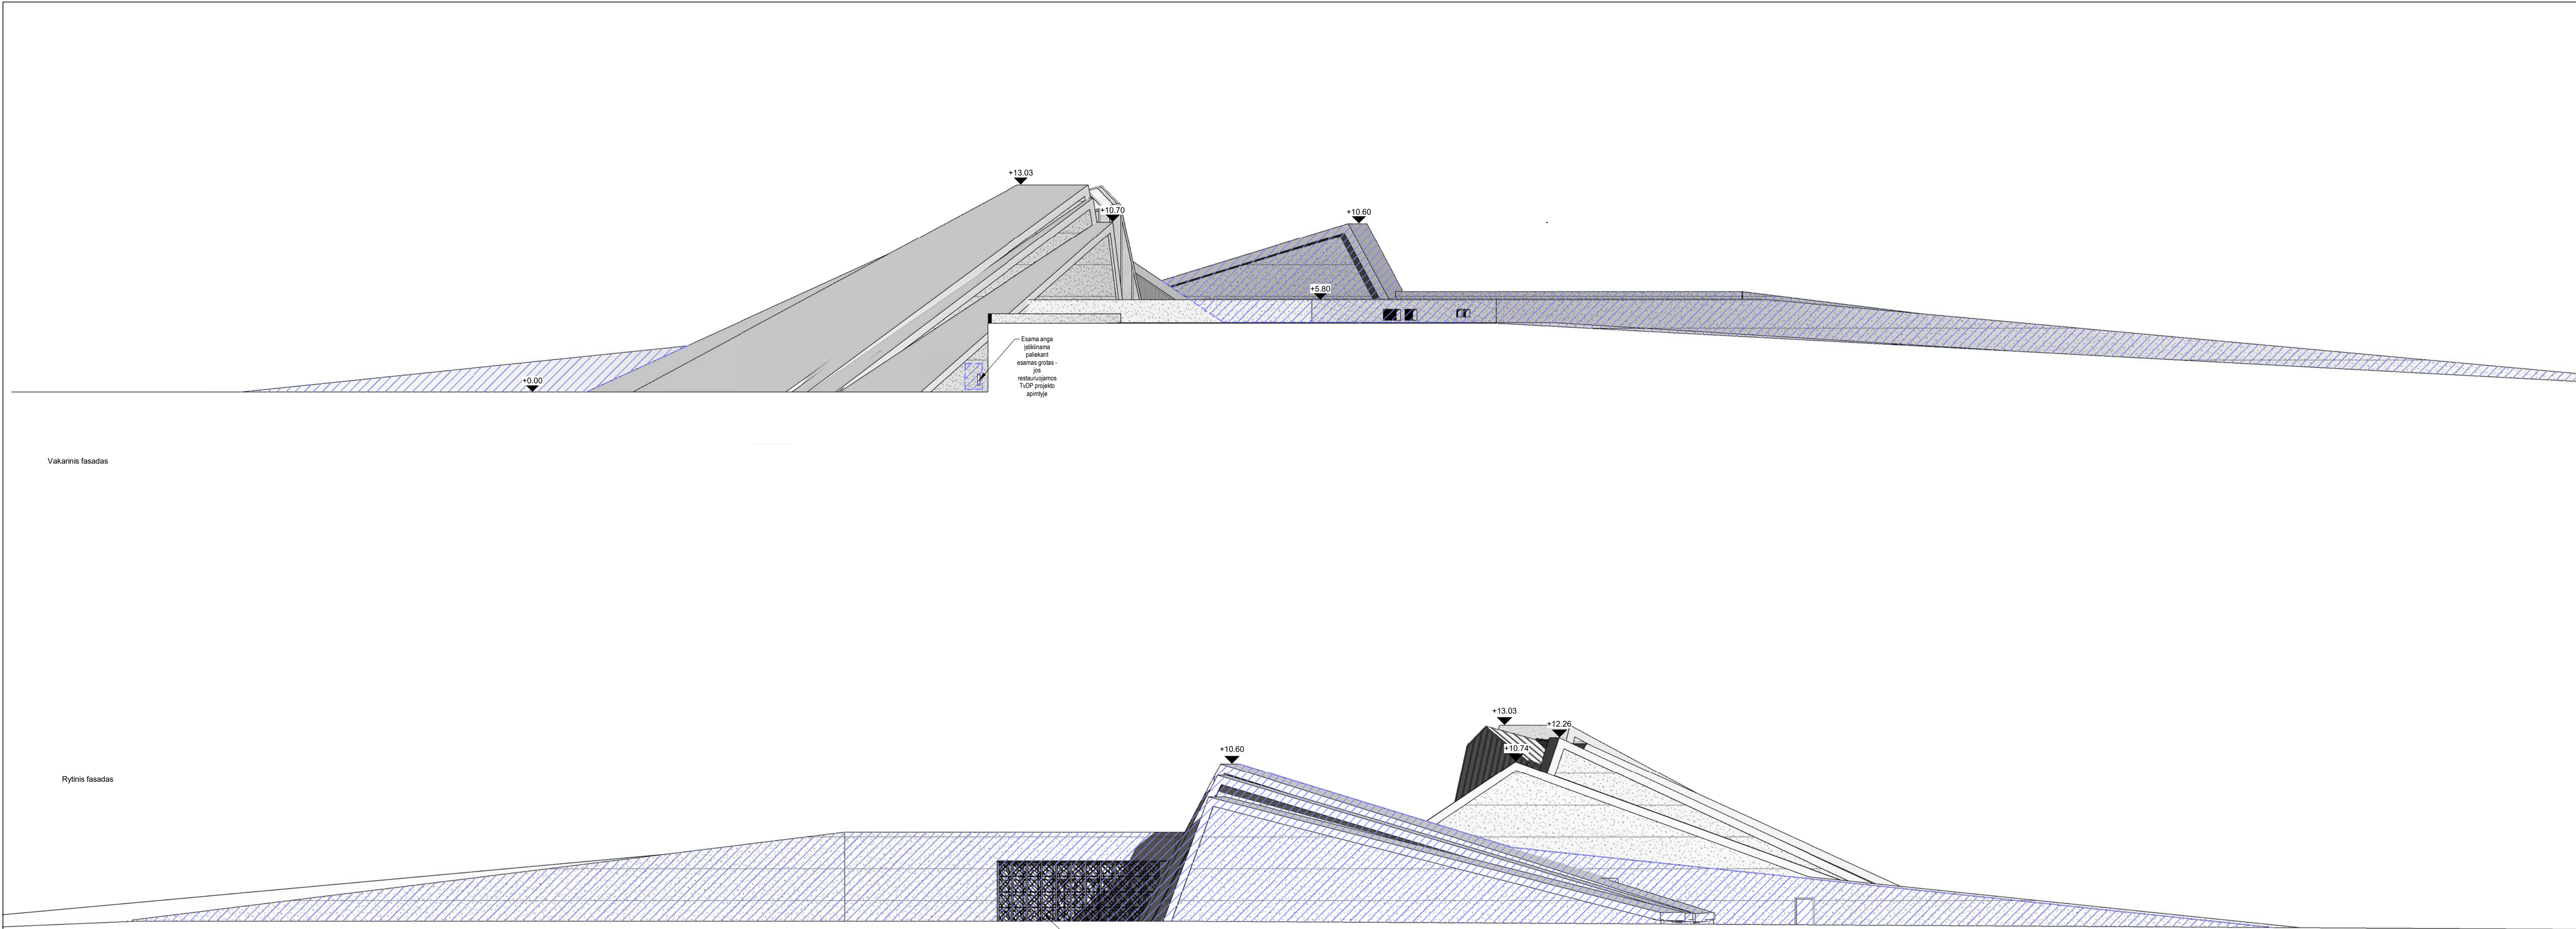 +13.03
+10.70
+10.60
+5.80
Esama anga
įstiklinama
paliekant
esamas grotas -
jos
restauruojamos
TvDP projekto
apimtyje
+0.00
Vakarinis fasadas
+13.03
+12.26
+10.74
+10.60
Rytinis fasadas